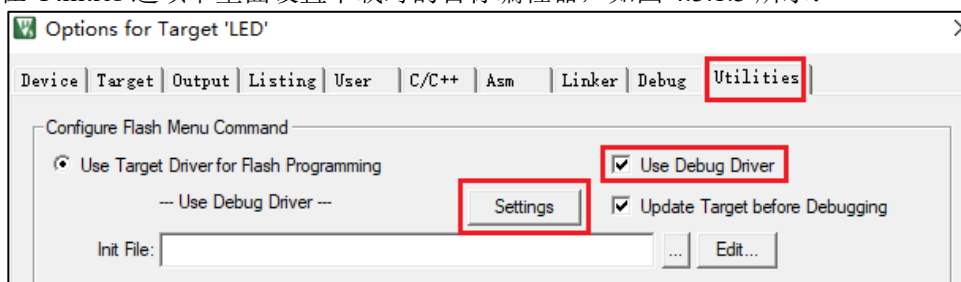 Options for Target 'LED'
Device Target Output Listing User C/C++ Asm Linker Debug Utilities
Configure Flash Menu Command
Use Target Driver for Flash Programming Use Debug Driver
--- Use Debug Driver --- Settings Update Target before Debugging
Init File: ... Edit...